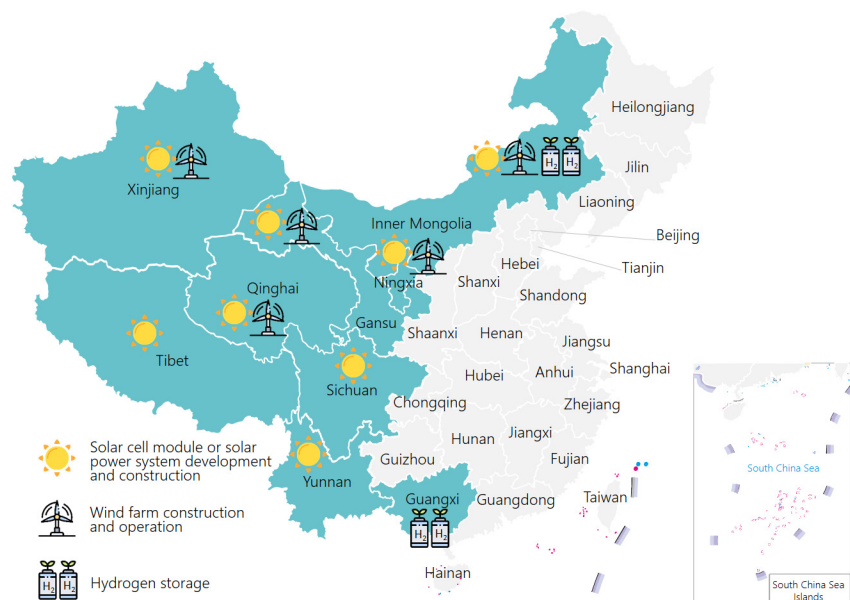 Heilongjiang
H2 H2
Jilin
Xinjiang
Liaoning
Inner Mongolia
Beijing
Hebei
Tianjin
Ningxia
Shanxi
Qinghai
Shandong
Gansu
Shaanxi
Henan
Jiangsu
Tibet
Shanghai
Sichuan
Hubei
Anhui
Chongqing
Zhejiang
Hunan
Jiangxi
Solar cell module or solar
power system development
and construction
Guizhou
Fujian
South China Sea
Yunnan
Guangxi
Guangdong
Taiwan
Wind farm construction
and operation
H2 H2
Hainan
H2 H2
Hydrogen storage
South China Sea
Islands